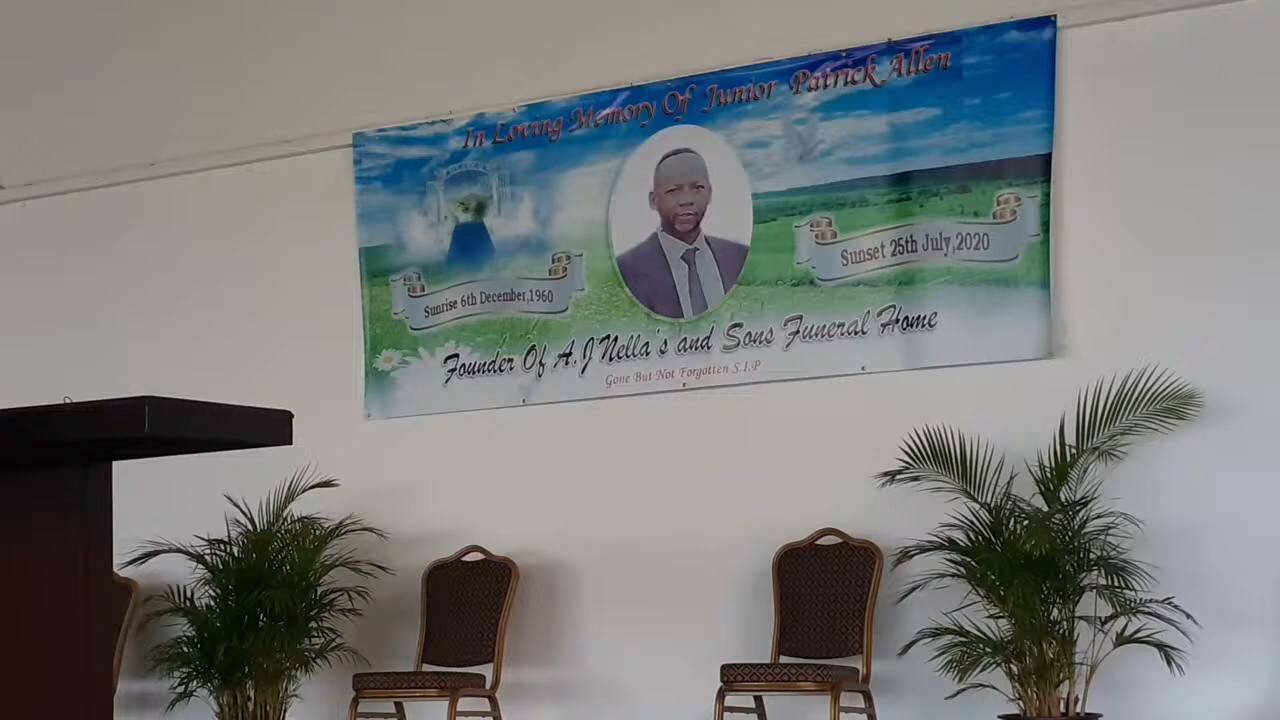 In Loving Memory Of Junior Patrick Allen
Sunrise 6th December,1960
Sunset 25th July,2020
Founder Of A.J Nella's and Sons Funeral Home
Gone But Not Forgotten S.I.P